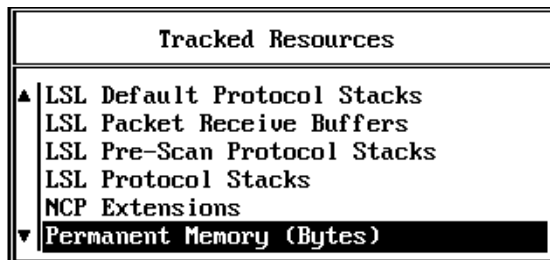 Tracked Resources
LSL Default Protocol Stacks
LSL Packet Receive Buffers
LSL Pre-Scan Protocol Stacks
LSL Protocol Stacks
NCP Extensions
Permanent Memory (Bytes)